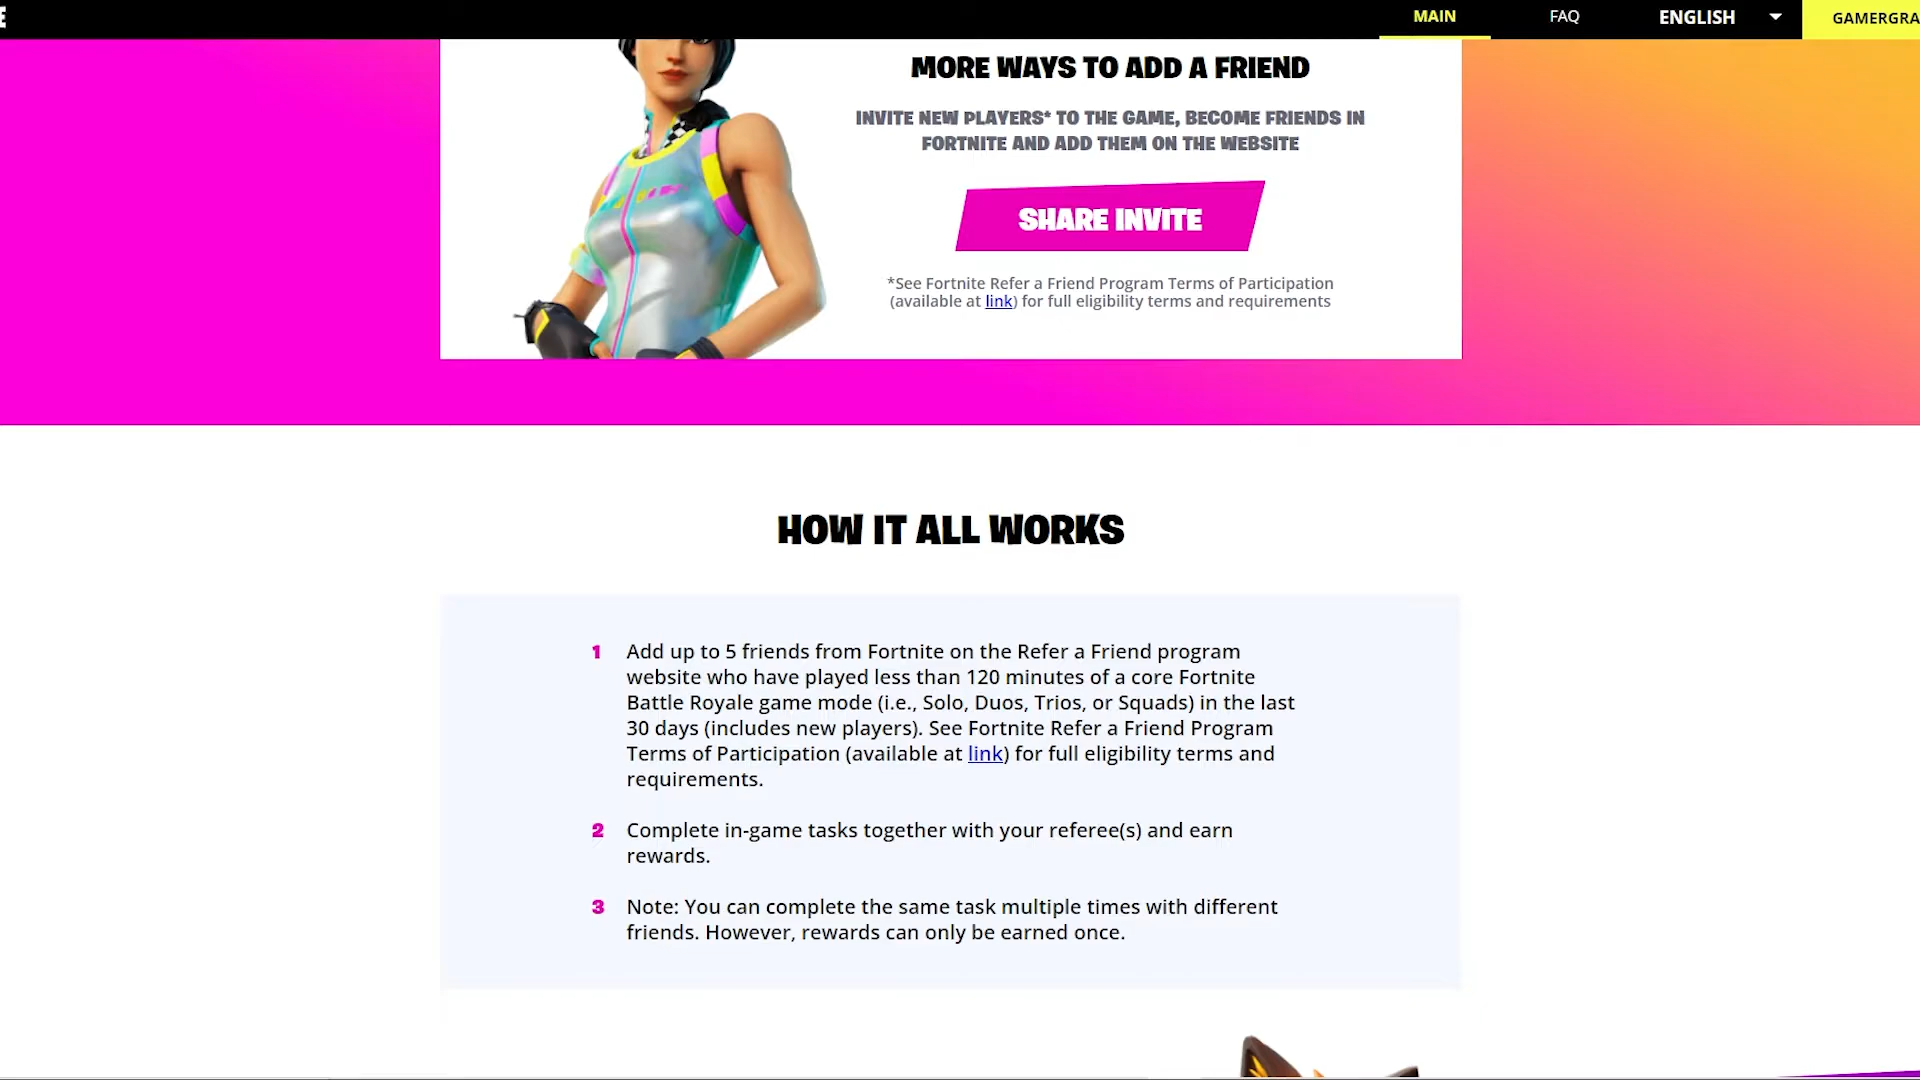 E
MAIN
FAQ
ENGLISH
GAMERGRA
MORE WAYS TO ADD A FRIEND
INVITE NEW PLAYERS* TO THE GAME, BECOME FRIENDS IN
FORTNITE AND ADD THEM ON THE WEBSITE
SHARE INVITE
*See Fortnite Refer a Friend Program Terms of Participation
(available at link) for full eligibility terms and requirements
HOW IT ALL WORKS
1 Add up to 5 friends from Fortnite on the Refer a Friend program
website who have played less than 120 minutes of a core Fortnite
Battle Royale game mode (i.e., Solo, Duos, Trios, or Squads) in the last
30 days (includes new players). See Fortnite Refer a Friend Program
Terms of Participation (available at link) for full eligibility terms and
requirements.
2 Complete in-game tasks together with your referee(s) and earn
rewards.
3 Note: You can complete the same task multiple times with different
friends. However, rewards can only be earned once.